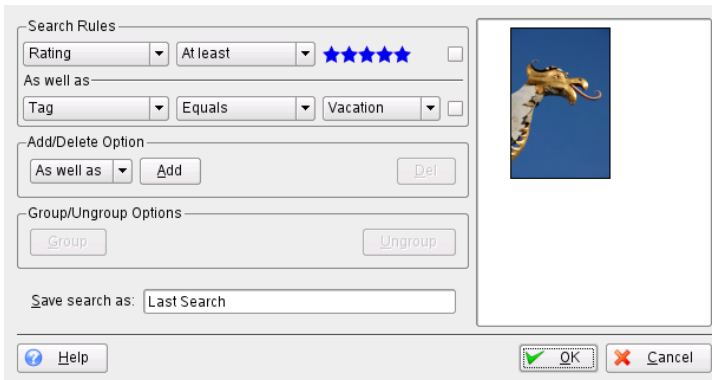 Search Rules
Rating At least
As well as
Tag Equals Vacation
Add/Delete Option
As well as Add Del
Group/Ungroup Options
Group Ungroup
Save search as: Last Search
Help OK Cancel